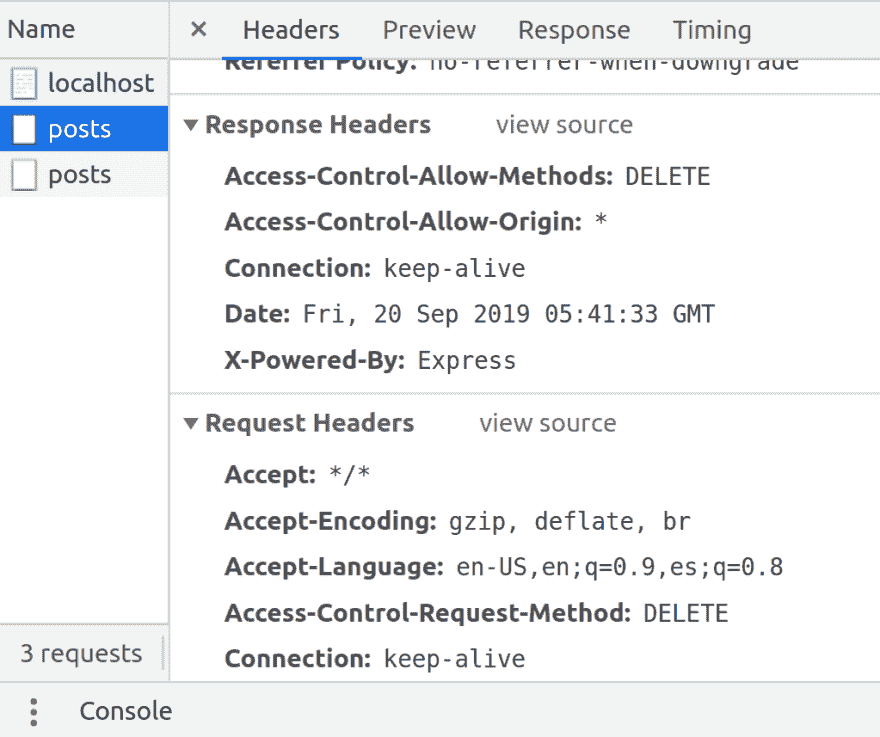 Name
Headers Preview Response Timing
localhost
posts
posts
Referrer Policy: no-referrer-when-downgrade
Response Headers view source
Access-Control-Allow-Methods: DELETE
Access-Control-Allow-Origin: *
Connection: keep-alive
Date: Fri, 20 Sep 2019 05:41:33 GMT
X-Powered-By: Express
Request Headers view source
Accept: */*
Accept-Encoding: gzip, deflate, br
Accept-Language: en-US,en;q=0.9,es;q=0.8
Access-Control-Request-Method: DELETE
Connection: keep-alive
3 requests
Console